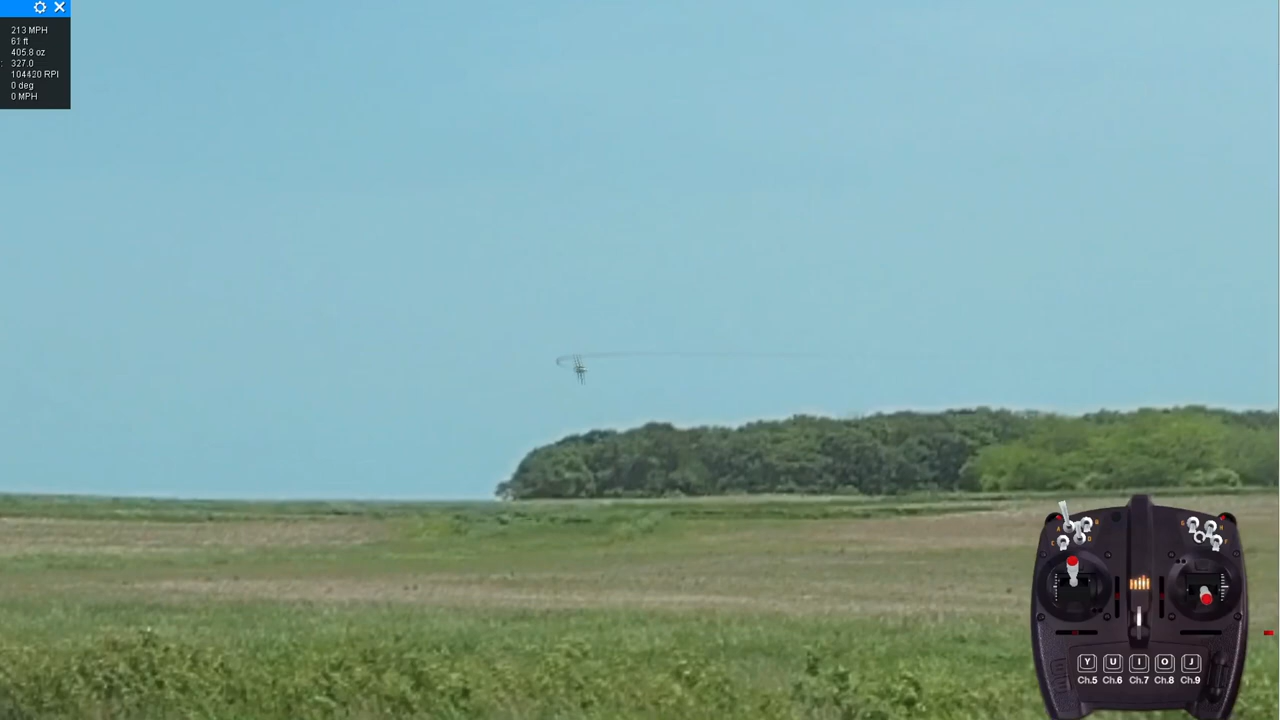 213 MPH
61 ft
405.8 oz
: 327.0
RPI
0 deg
0 MPH
A
B
C
D
G
H
F
Y U I O J
Ch.5 Ch.6 Ch.7 Ch.8 Ch.9